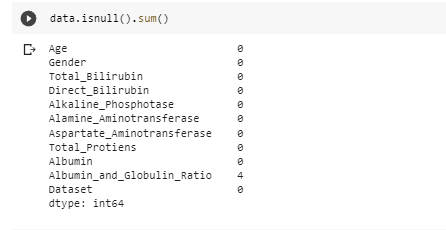 data.isnull().sum()
Age 0
Gender 0
Total_Bilirubin 0
Direct_Bilirubin 0
Alkaline_Phosphotase 0
Alamine_Aminotransferase 0
Aspartate_Aminotransferase 0
Total_Protiens 0
Albumin 0
Albumin_and_Globulin_Ratio 4
Dataset 0
dtype: int64